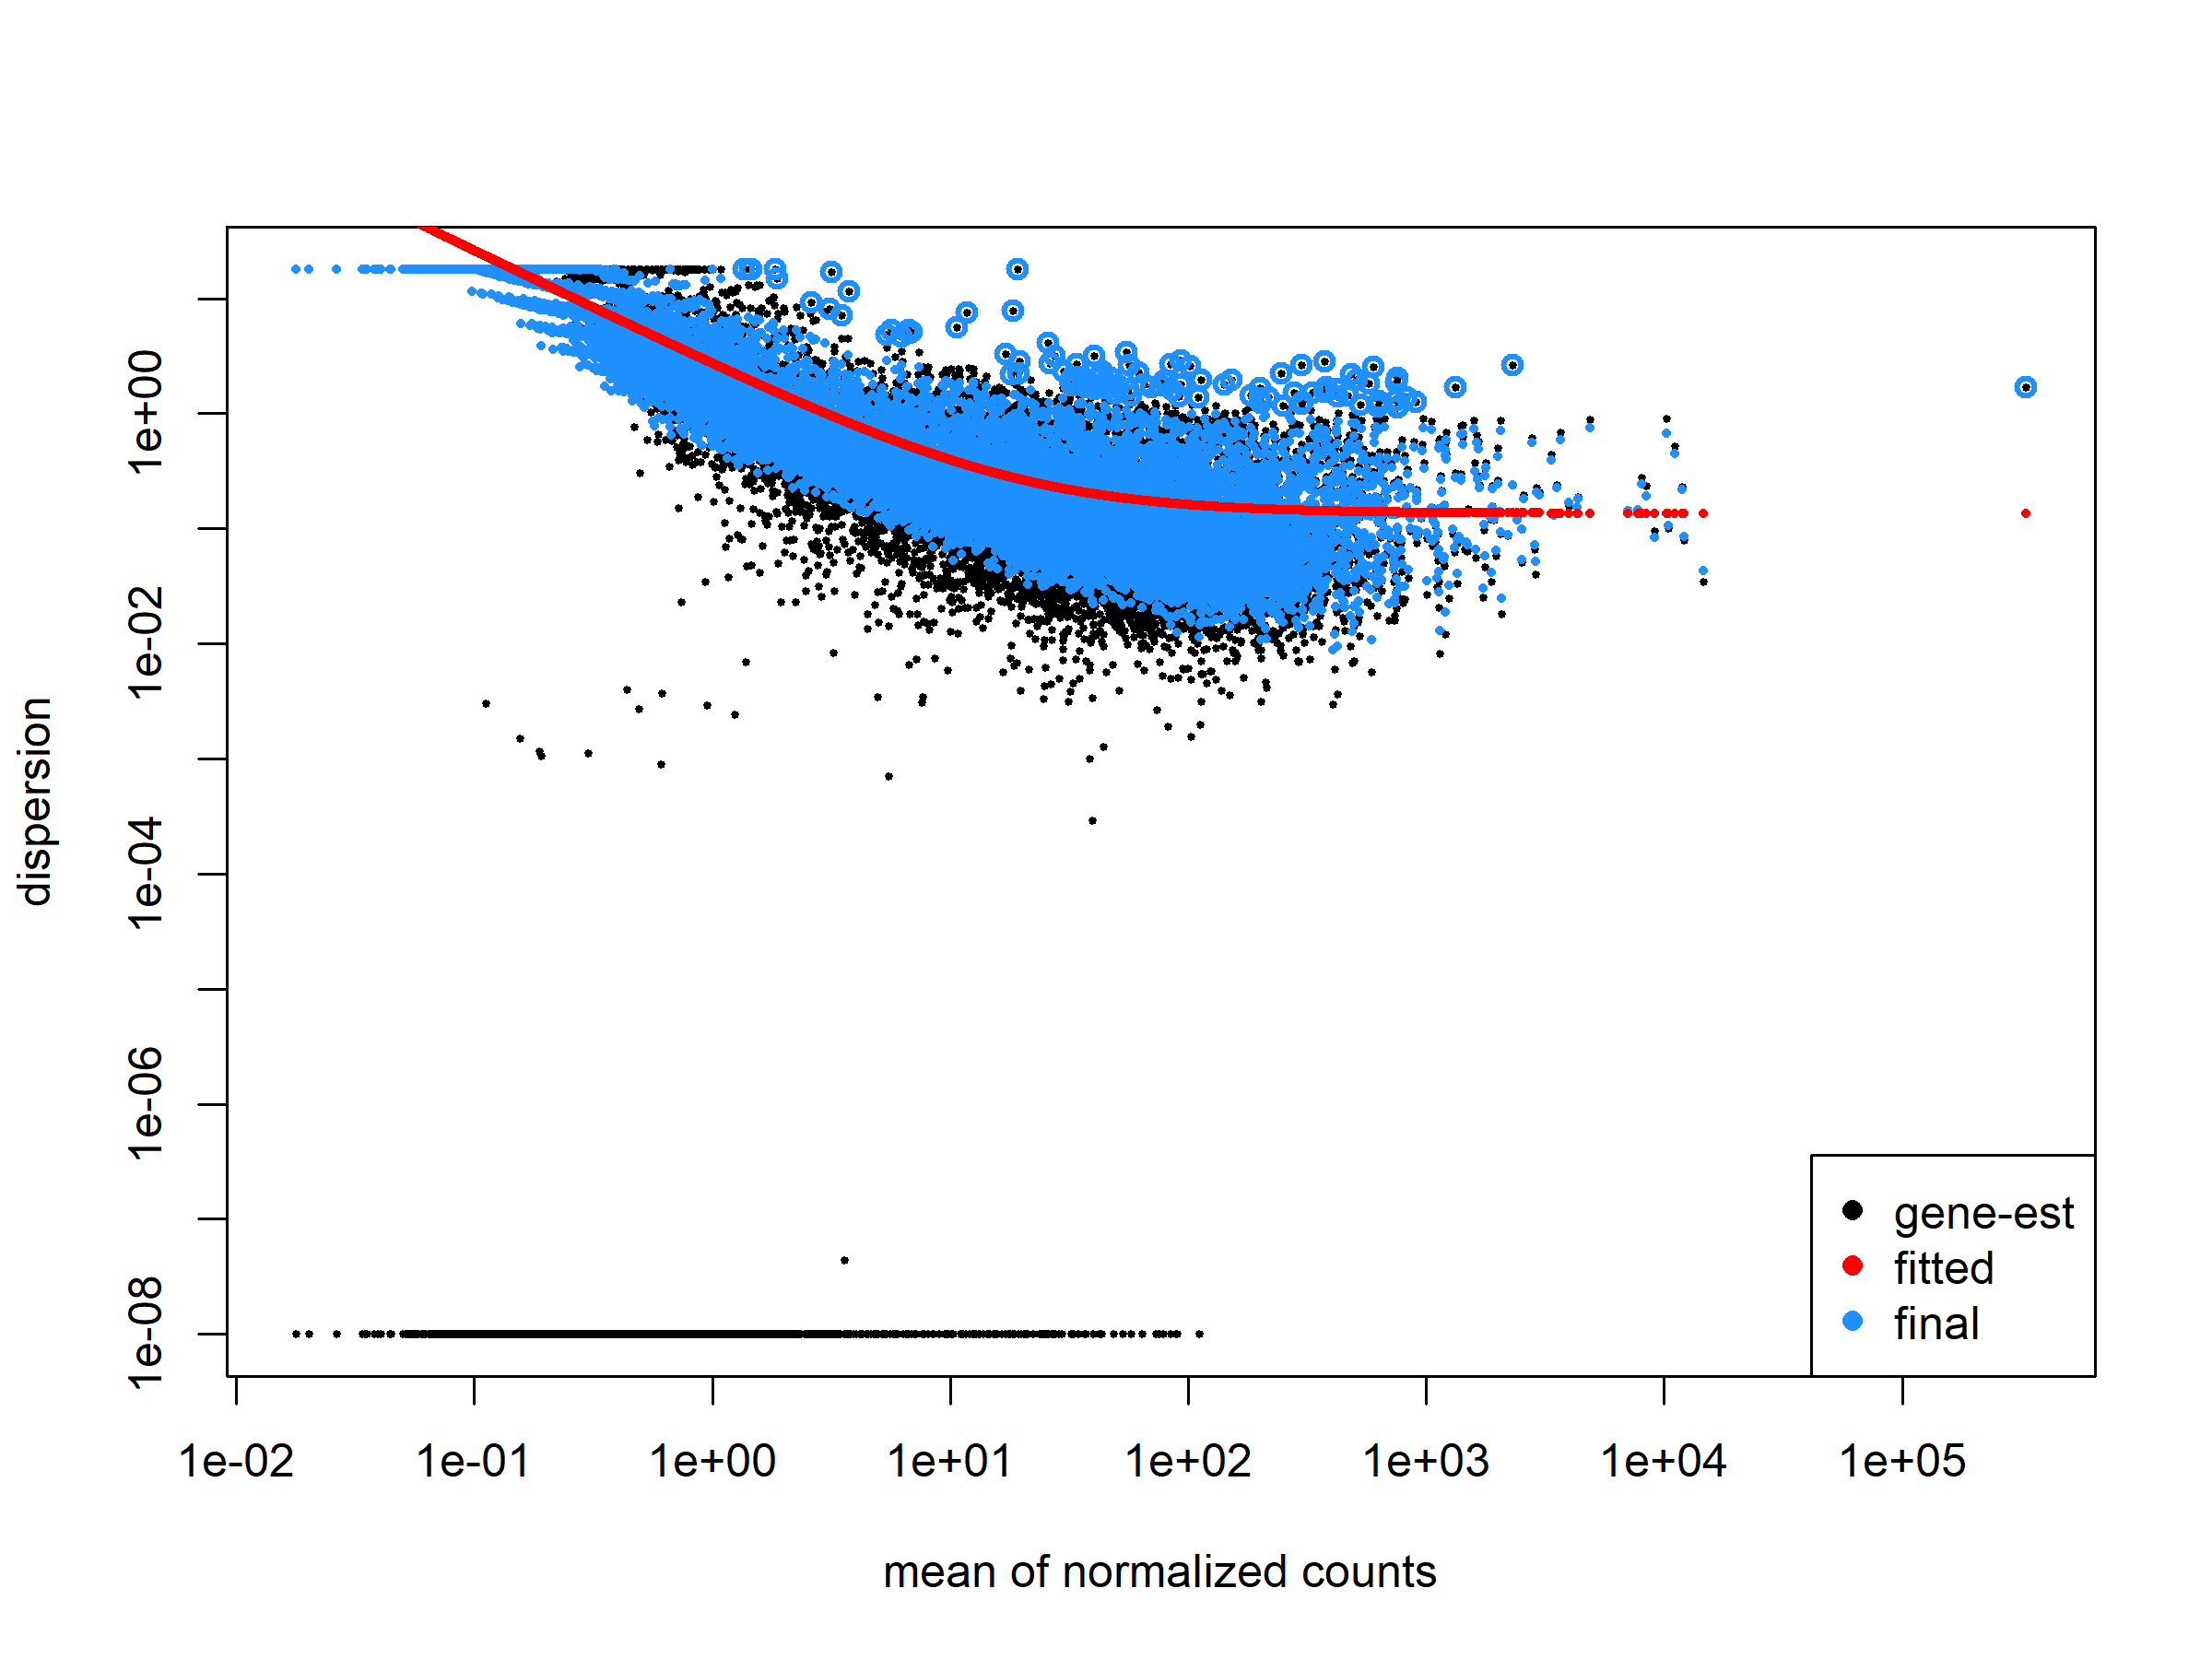 dispersion
1e+00
1e-02
1e-04
1e-06
1e-08
1e-02
1e-01
1e+00
1e+01
1e+02
1e+03
1e+04
1e+05
mean of normalized counts
gene-est
fitted
final